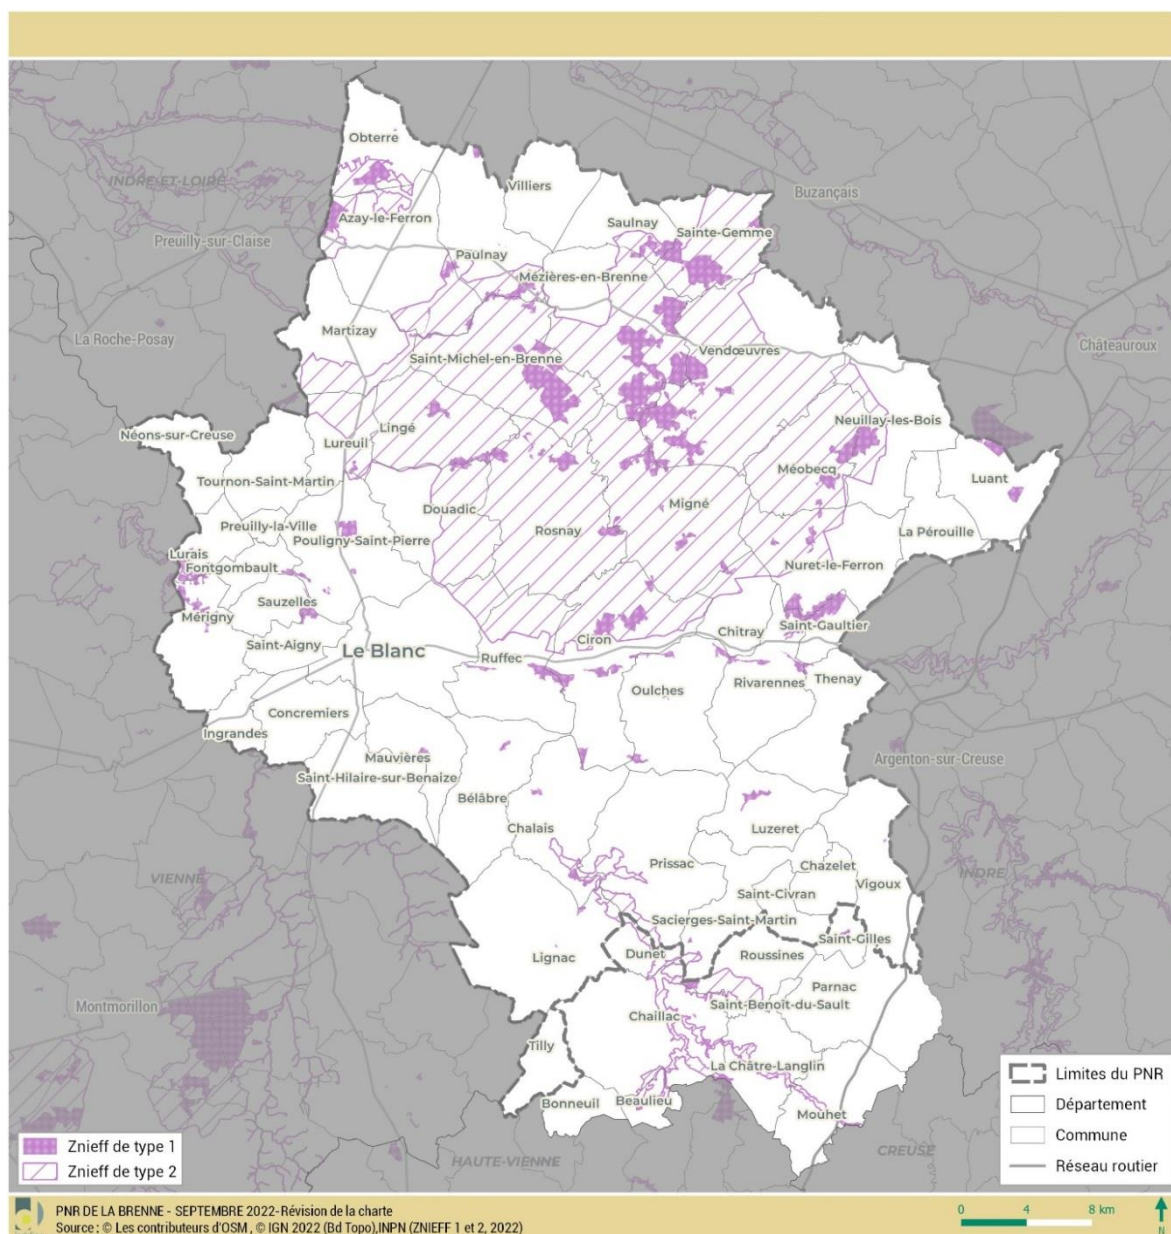 Obterré
INDRE-ET-LOIRE
Villiers
Buzançais
Azay-le-Ferron
Saulnay
Sainte-Gemme
Preuilly-sur-Claise
Paulnay
Mézières-en-Brenne
Martizay
La Roche-Posay
Châteauroux
Saint-Michel-en-Brenne
Vendœuvres
Néons-sur-Creuse
Lingé
Neuillay-les-Bois
Lureuil
Tournon-Saint-Martin
Méobecq
Luant
Douadic
Migné
Preuilly-la-Ville
Rosnay
La Pérouille
Pouligny-Saint-Pierre
Lurais
Fontgombault
Nuret-le-Ferron
Sauzelles
Mérigny
Saint-Gaultier
Chitray
Ciron
Saint-Aigny
Le Blanc
Ruffec
Thenay
Rivarennes
Oulches
Concremiers
Ingrandes
Mauvières
Argenton-sur-Creuse
Saint-Hilaire-sur-Benaize
Bélâbre
Chalais
Luzeret
Prissac
Chazelet
VIENNE
INDRE
Vigoux
Saint-Civran
Sacierges-Saint-Martin
Saint-Gilles
Lignac
Dunet
Roussines
Parnac
Montmorillon
Saint-Benoît-du-Sault
Chaillac
Tilly
La Châtre-Langlin
Bonneuil
Beaulieu
Mouhet
HAUTE-VIENNE
CREUSE
Limites du PNR
Département
Commune
Réseau routier
Znieff de type 1
Znieff de type 2
PNR DE LA BRENNE - SEPTEMBRE 2022-Révision de la charte
Source : © Les contributeurs d'OSM , © IGN 2022 (Bd Topo),INPN (ZNIEFF 1 et 2, 2022)
0 4 8 km
N